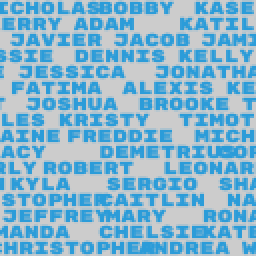 ICHOLAS BOBBY KASE
ERRY ADAM KATIL
JAVIER JACOB JAMI
SSIE DENNIS KELLY
E JESSICA JONATHA
FATIMA ALEXIS KE
T JOSHUA BROOKE T
LES KRISTY TIMOT
AINE FREDDIE MICH
ACY DEMETRIUS
RLY ROBERT LEONAR
N KYLA SERGIO SHA
STOPHER CAITLIN NA
JEFFREY MARY RONA
MANDA CHELSIE KATE
CHRISTOPHER ANDREA W